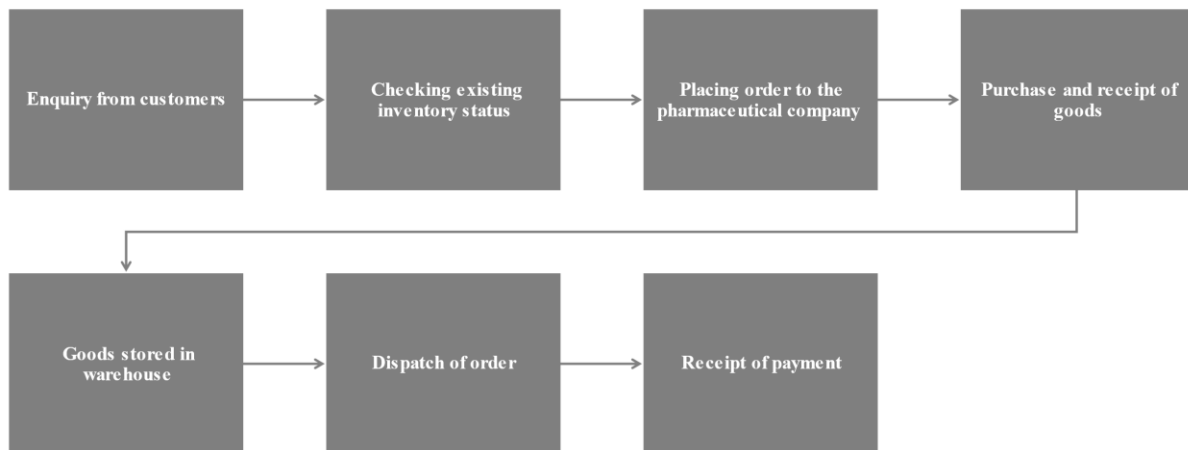 Enquiry from customers
Checking existing
inventory status
Placing order to the
pharmaceutical company
Purchase and receipt of
goods
Goods stored in
warehouse
Dispatch of order
Receipt of payment